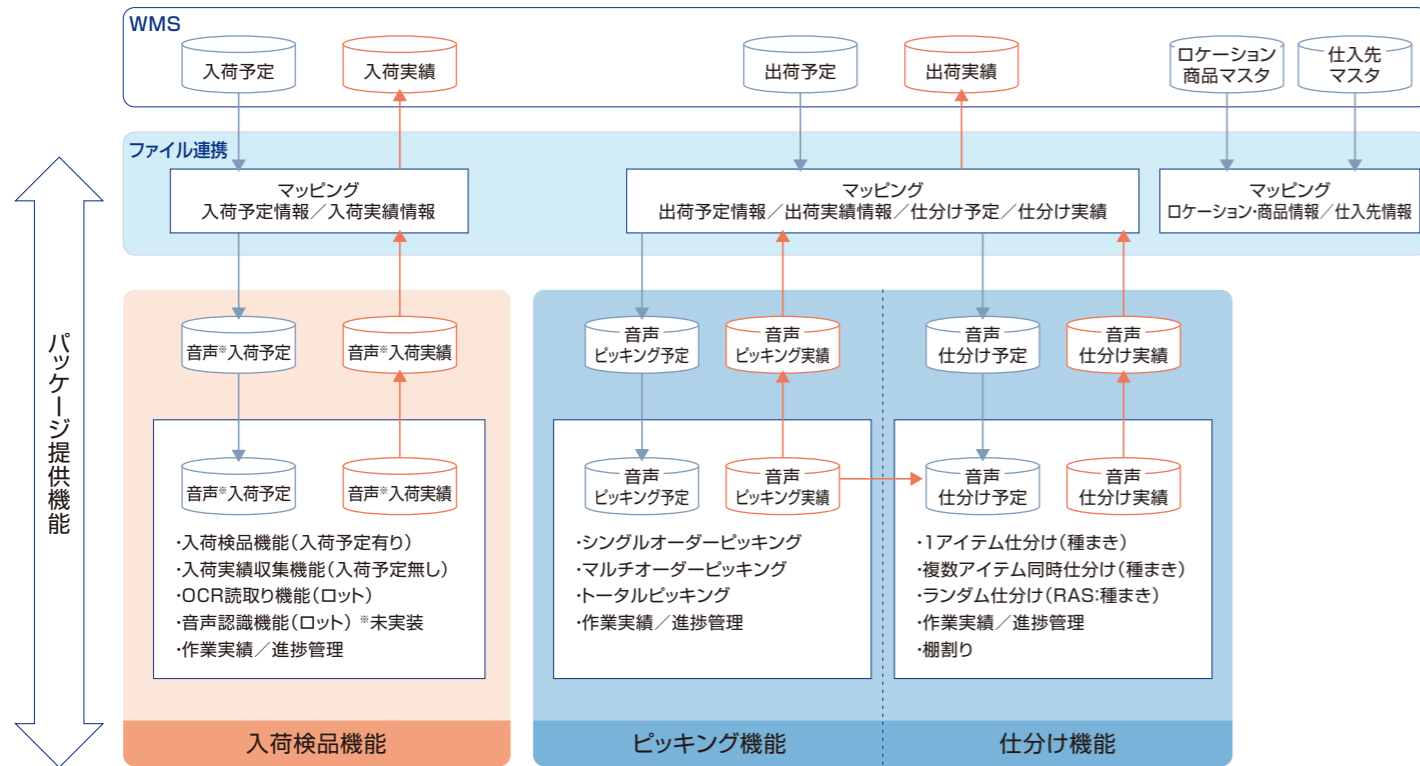 WMS
入荷予定
入荷実績
出荷予定
出荷実績
ロケーション
商品マスタ
仕入先
マスタ
ファイル連携
マッピング
入荷予定情報／入荷実績情報
マッピング
出荷予定情報／出荷実績情報／仕分け予定／仕分け実績
マッピング
ロケーション・商品情報／仕入先情報
パッケージ提供機能
音声※入荷予定
音声※入荷実績
音声
ピッキング予定
音声
ピッキング実績
音声
仕分け予定
音声
仕分け実績
音声※入荷予定
音声※入荷実績
・入荷検品機能（入荷予定有り）
・入荷実績収集機能（入荷予定無し）
・OCR読取り機能（ロット）
・音声認識機能（ロット）※未実装
・作業実績／進捗管理
音声
ピッキング予定
音声
ピッキング実績
・シングルオーダーピッキング
・マルチオーダーピッキング
・トータルピッキング
・作業実績／進捗管理
音声
仕分け予定
音声
仕分け実績
・1アイテム仕分け（種まき）
・複数アイテム同時仕分け（種まき）
・ランダム仕分け（RAS：種まき）
・作業実績／進捗管理
・棚割り
入荷検品機能
ピッキング機能
仕分け機能